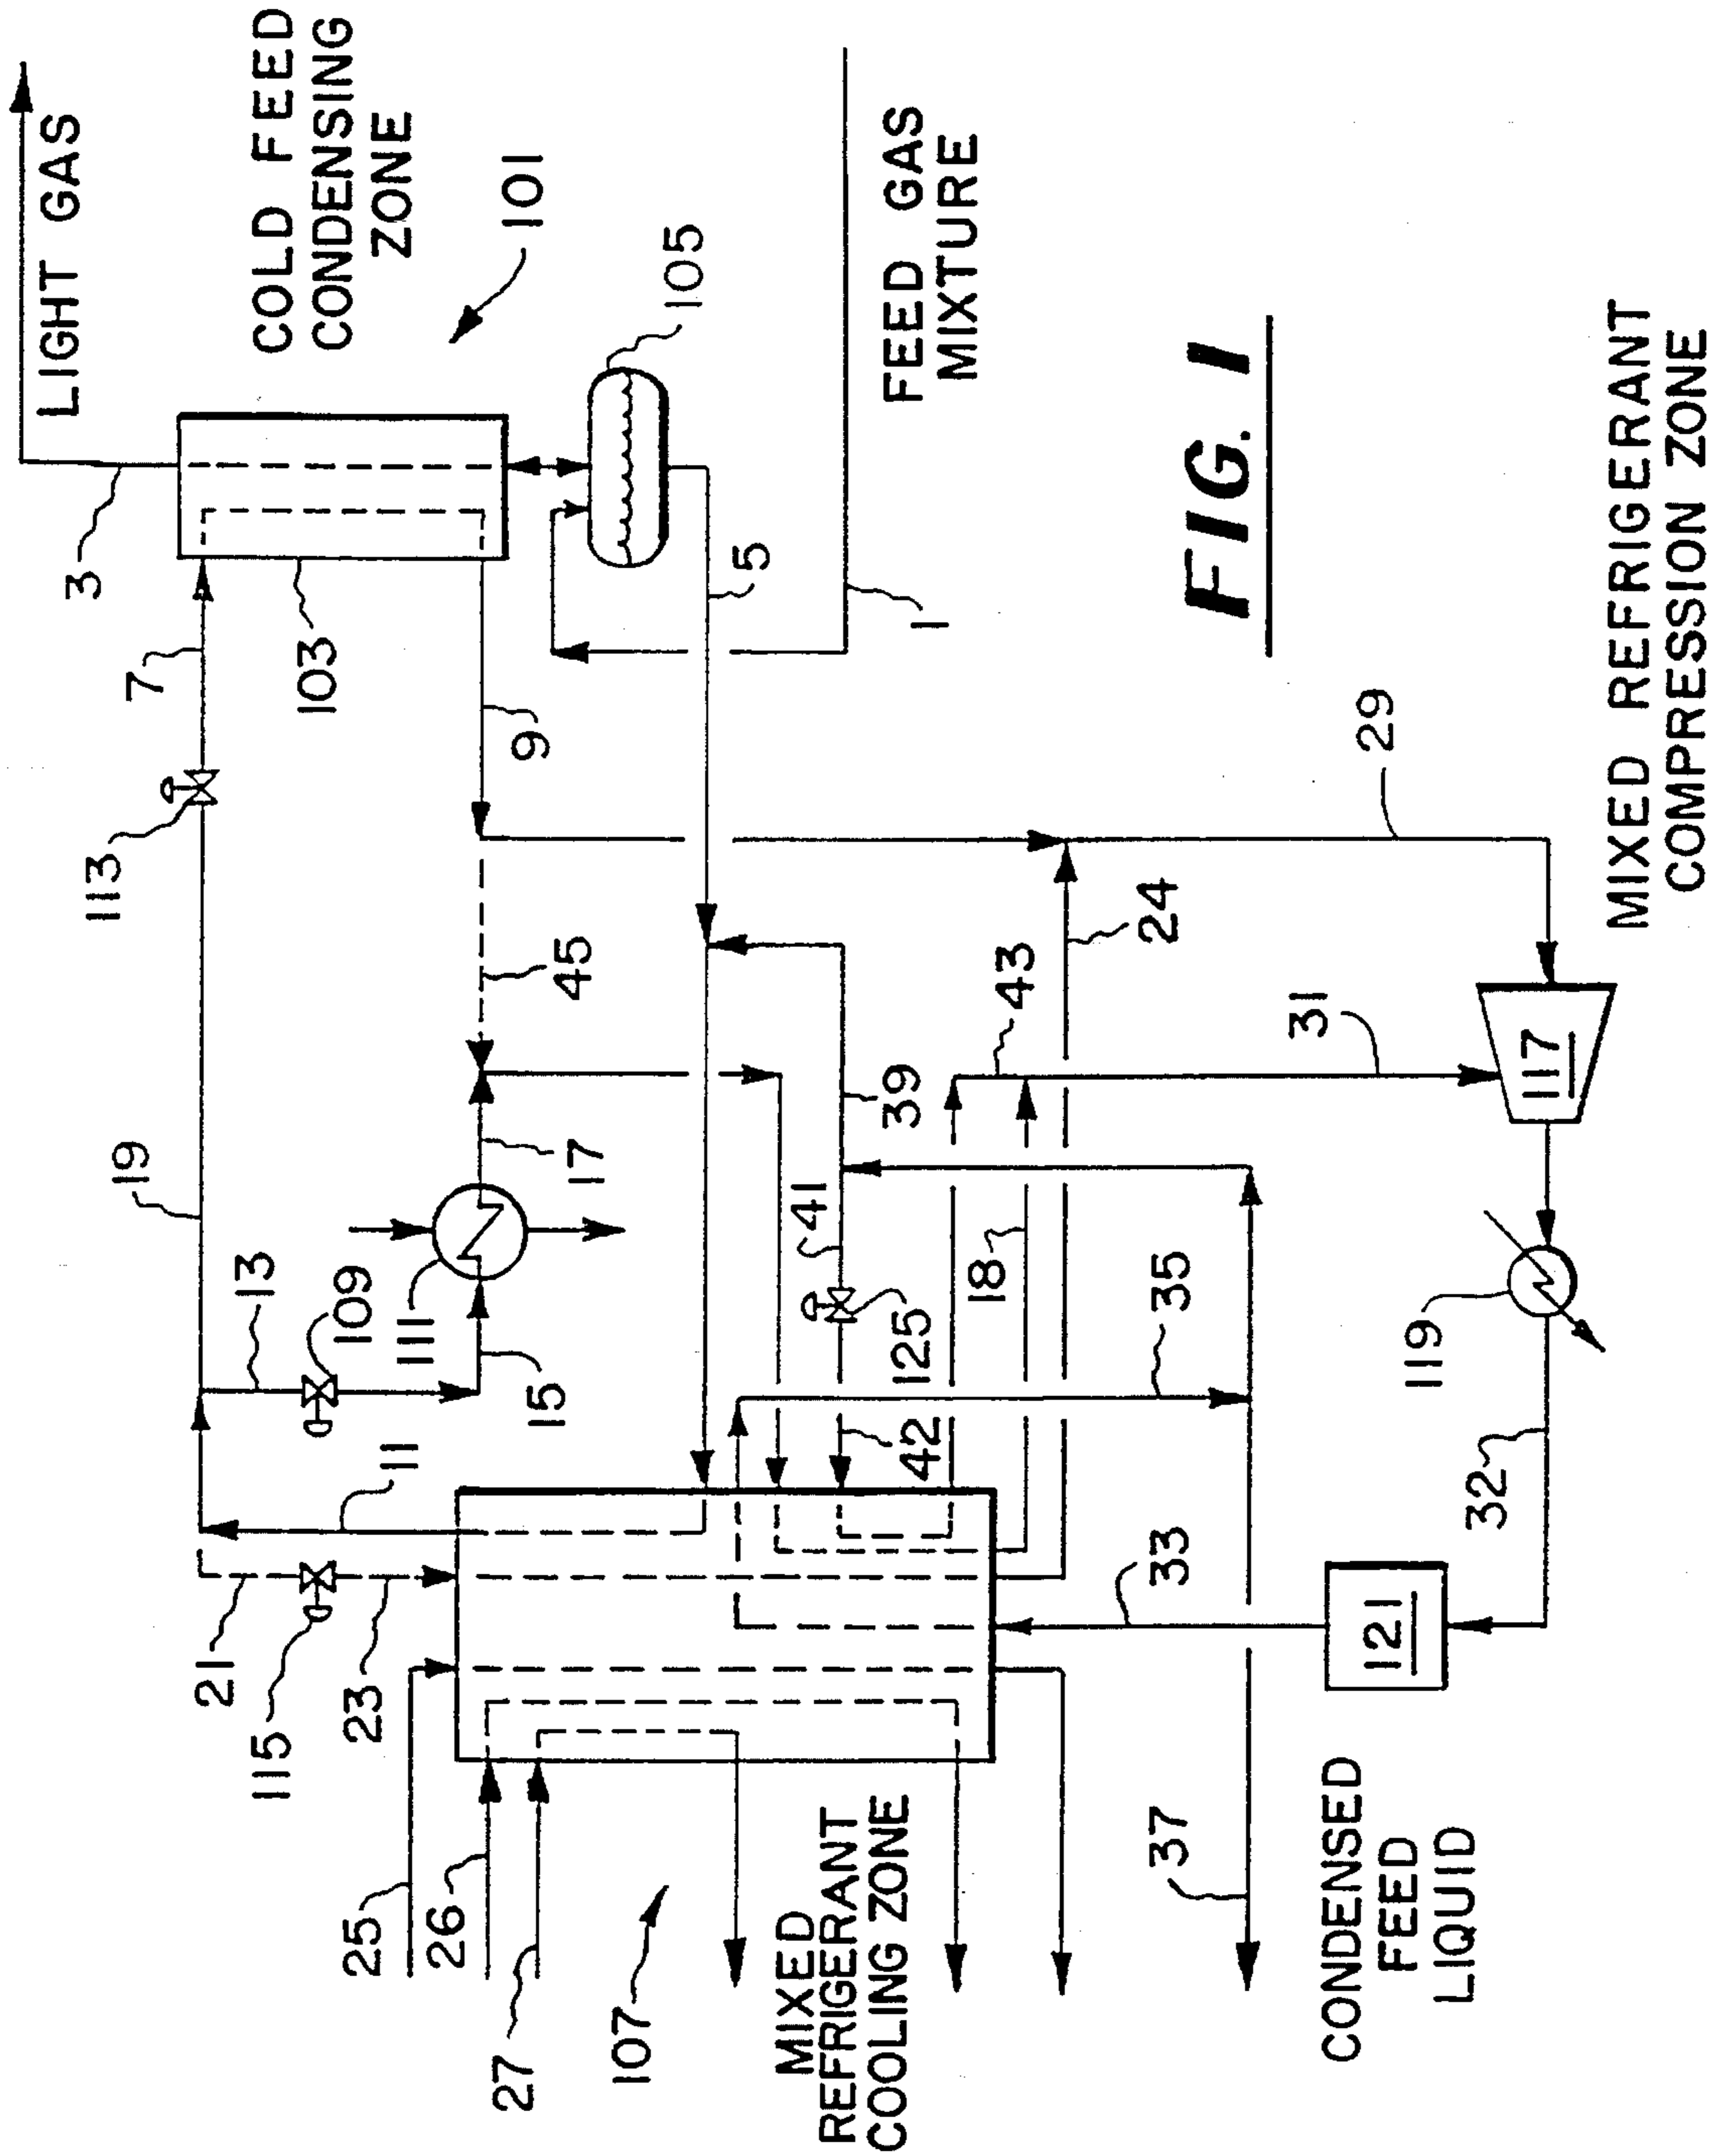 LIGHT GAS
COLD FEED
CONDENSING
ZONE
101
3
7
103
113
105
9
5
FEED GAS
MIXTURE
1
19
13
109
111
15
17
45
11
21
115
23
25
26
27
107
MIXED
REFRIGERANT
COOLING ZONE
39
41
125
42
43
18
24
35
31
29
33
37
117
119
32
121
CONDENSED
FEED
LIQUID
FIG. 1
MIXED REFRIGERANT
COMPRESSION ZONE